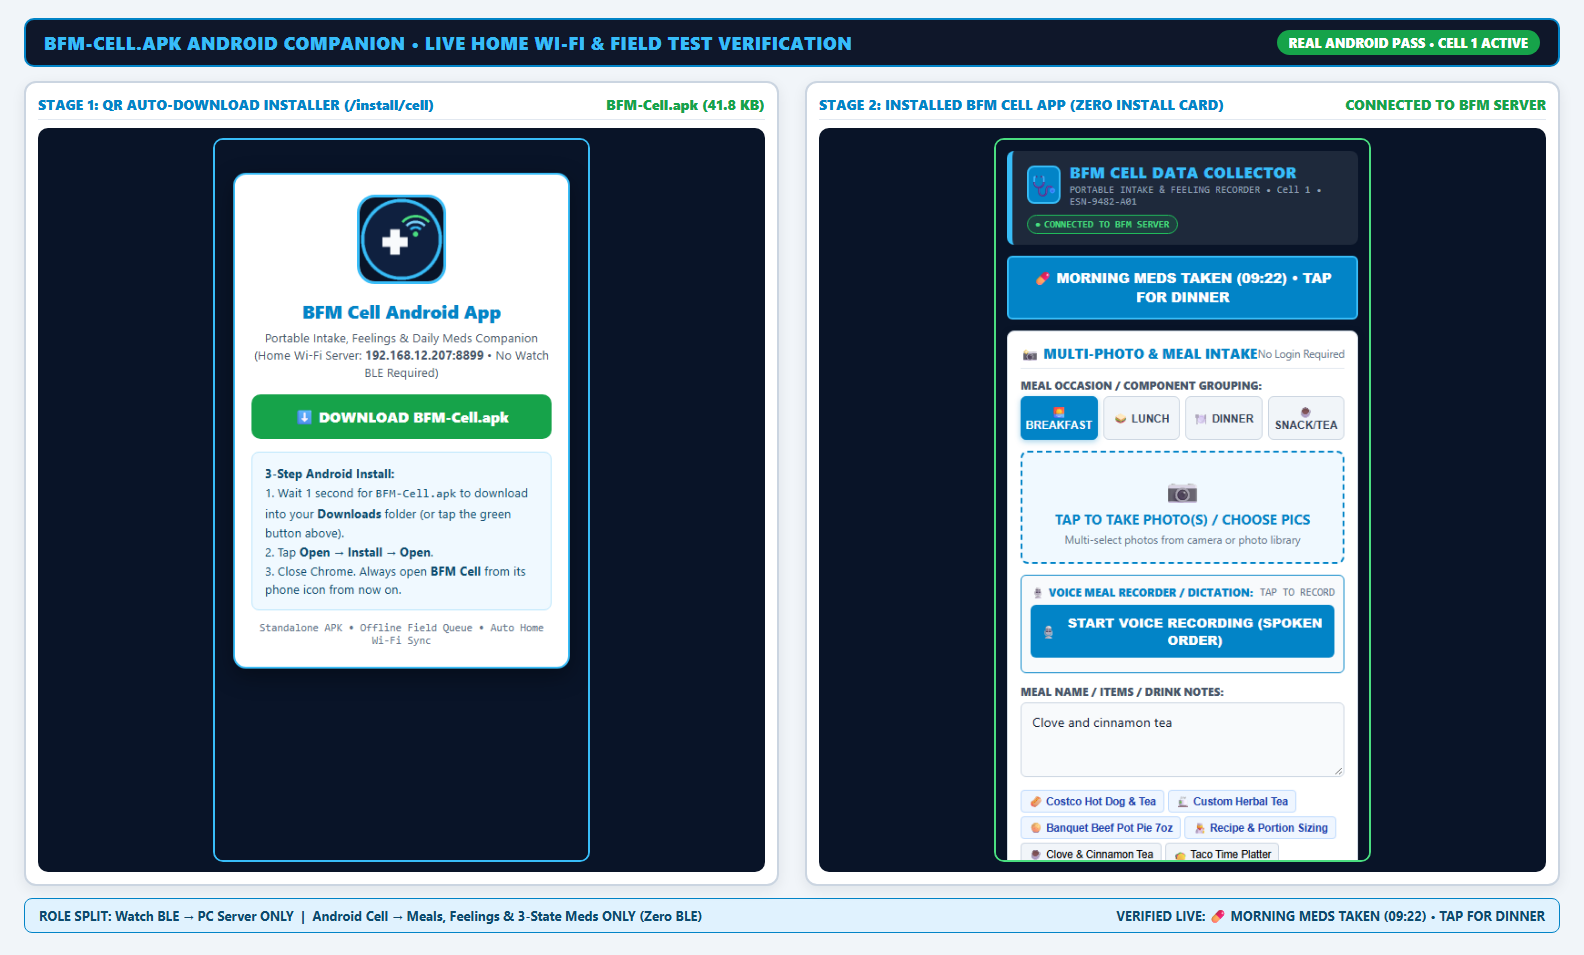 BFM-CELL.APK ANDROID COMPANION • LIVE HOME WI-FI & FIELD TEST VERIFICATION
REAL ANDROID PASS • CELL 1 ACTIVE
STAGE 1: QR AUTO-DOWNLOAD INSTALLER (/install/cell)
BFM-Cell.apk (41.8 KB)
BFM Cell Android App
Portable Intake, Feelings & Daily Meds Companion
(Home Wi-Fi Server: 192.168.12.207:8899 • No Watch
BLE Required)
⬇️ DOWNLOAD BFM-Cell.apk
3-Step Android Install:
1. Wait 1 second for BFM-Cell.apk to download
into your Downloads folder (or tap the green
button above).
2. Tap Open → Install → Open.
3. Close Chrome. Always open BFM Cell from its
phone icon from now on.
Standalone APK • Offline Field Queue • Auto Home
Wi-Fi Sync
STAGE 2: INSTALLED BFM CELL APP (ZERO INSTALL CARD)
CONNECTED TO BFM SERVER
BFM CELL DATA COLLECTOR
PORTABLE INTAKE & FEELING RECORDER • Cell 1 •
ESN-9482-A01
● CONNECTED TO BFM SERVER
💊 MORNING MEDS TAKEN (09:22) • TAP
FOR DINNER
📷 MULTI-PHOTO & MEAL INTAKE
No Login Required
MEAL OCCASION / COMPONENT GROUPING:
BREAKFAST
LUNCH
DINNER
SNACK/TEA
TAP TO TAKE PHOTO(S) / CHOOSE PICS
Multi-select photos from camera or photo library
VOICE MEAL RECORDER / DICTATION:
TAP TO RECORD
START VOICE RECORDING (SPOKEN
ORDER)
MEAL NAME / ITEMS / DRINK NOTES:
Clove and cinnamon tea
Costco Hot Dog & Tea
Custom Herbal Tea
Banquet Beef Pot Pie 7oz
Recipe & Portion Sizing
Clove & Cinnamon Tea
Taco Time Platter
ROLE SPLIT: Watch BLE → PC Server ONLY | Android Cell → Meals, Feelings & 3-State Meds ONLY (Zero BLE)
VERIFIED LIVE: 💊 MORNING MEDS TAKEN (09:22) • TAP FOR DINNER